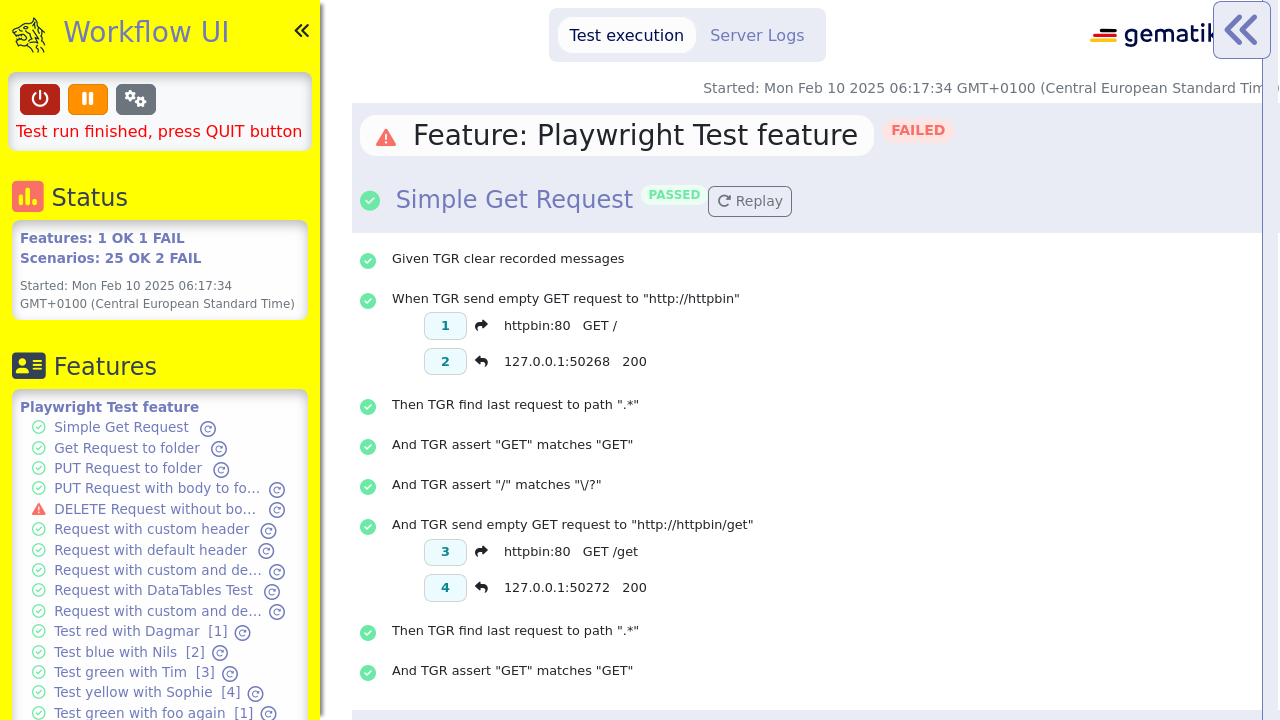 Workflow UI
Test run finished, press QUIT button
Status
Features: 1 OK 1 FAIL
Scenarios: 25 OK 2 FAIL
Started: Mon Feb 10 2025 06:17:34
GMT+0100 (Central European Standard Time)
Features
Playwright Test feature
Simple Get Request
Get Request to folder
PUT Request to folder
PUT Request with body to fo...
DELETE Request without bo...
Request with custom header
Request with default header
Request with custom and de...
Request with DataTables Test
Request with custom and de...
Test red with Dagmar [1]
Test blue with Nils [2]
Test green with Tim [3]
Test yellow with Sophie [4]
Test green with foo again [1]
Test execution
Server Logs
gematik
Started: Mon Feb 10 2025 06:17:34 GMT+0100 (Central European Standard Tim
Feature: Playwright Test feature FAILED
Simple Get Request PASSED Replay
Given TGR clear recorded messages
When TGR send empty GET request to "http://httpbin"
1 httpbin:80 GET /
2 127.0.0.1:50268 200
Then TGR find last request to path ".*"
And TGR assert "GET" matches "GET"
And TGR assert "/" matches "\/?"
And TGR send empty GET request to "http://httpbin/get"
3 httpbin:80 GET /get
4 127.0.0.1:50272 200
Then TGR find last request to path ".*"
And TGR assert "GET" matches "GET"